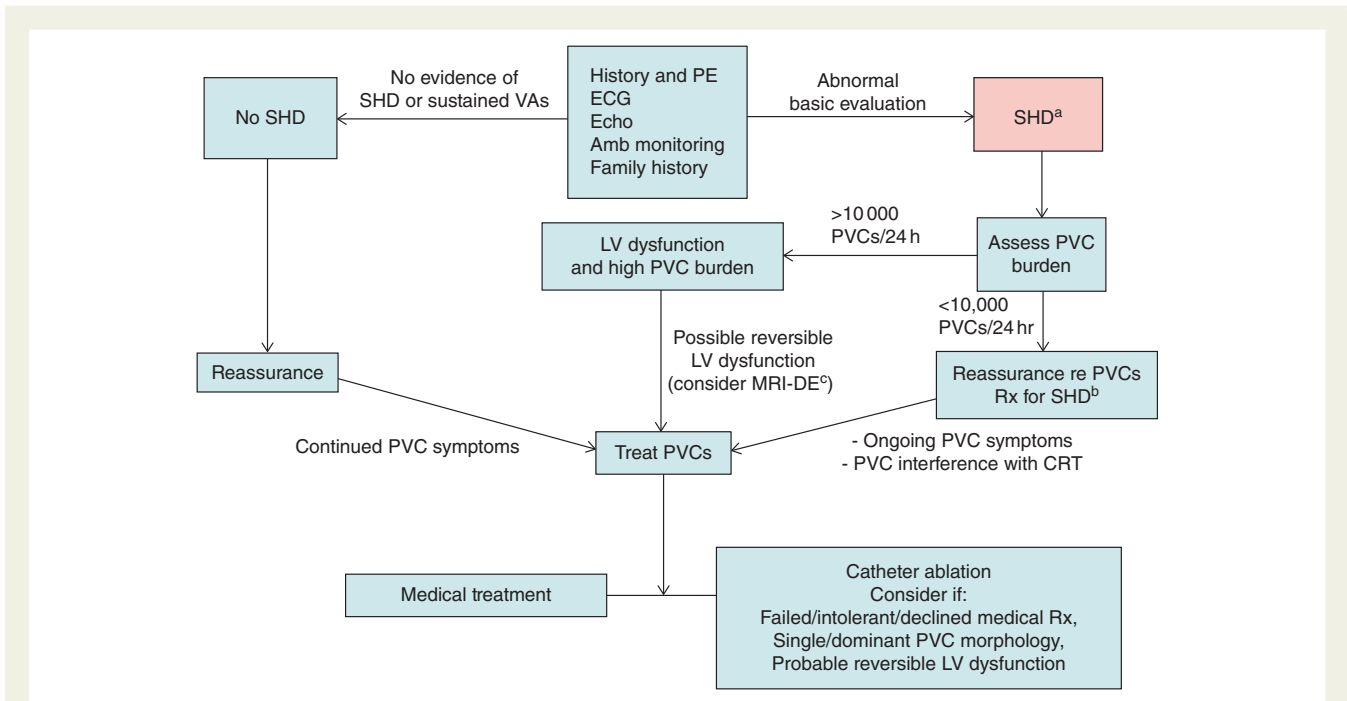 No evidence of
SHD or sustained VAs
History and PE
ECG
Echo
Amb monitoring
Family history
Abnormal
basic evaluation
No SHD
SHDᵃ
>10 000
PVCs/24 h
LV dysfunction
and high PVC burden
Assess PVC
burden
<10,000
PVCs/24 hr
Possible reversible
LV dysfunction
(consider MRI-DEᶜ)
Reassurance
Reassurance re PVCs
Rx for SHDᵇ
Continued PVC symptoms
Treat PVCs
- Ongoing PVC symptoms
- PVC interference with CRT
Medical treatment
Catheter ablation
Consider if:
Failed/intolerant/declined medical Rx,
Single/dominant PVC morphology,
Probable reversible LV dysfunction